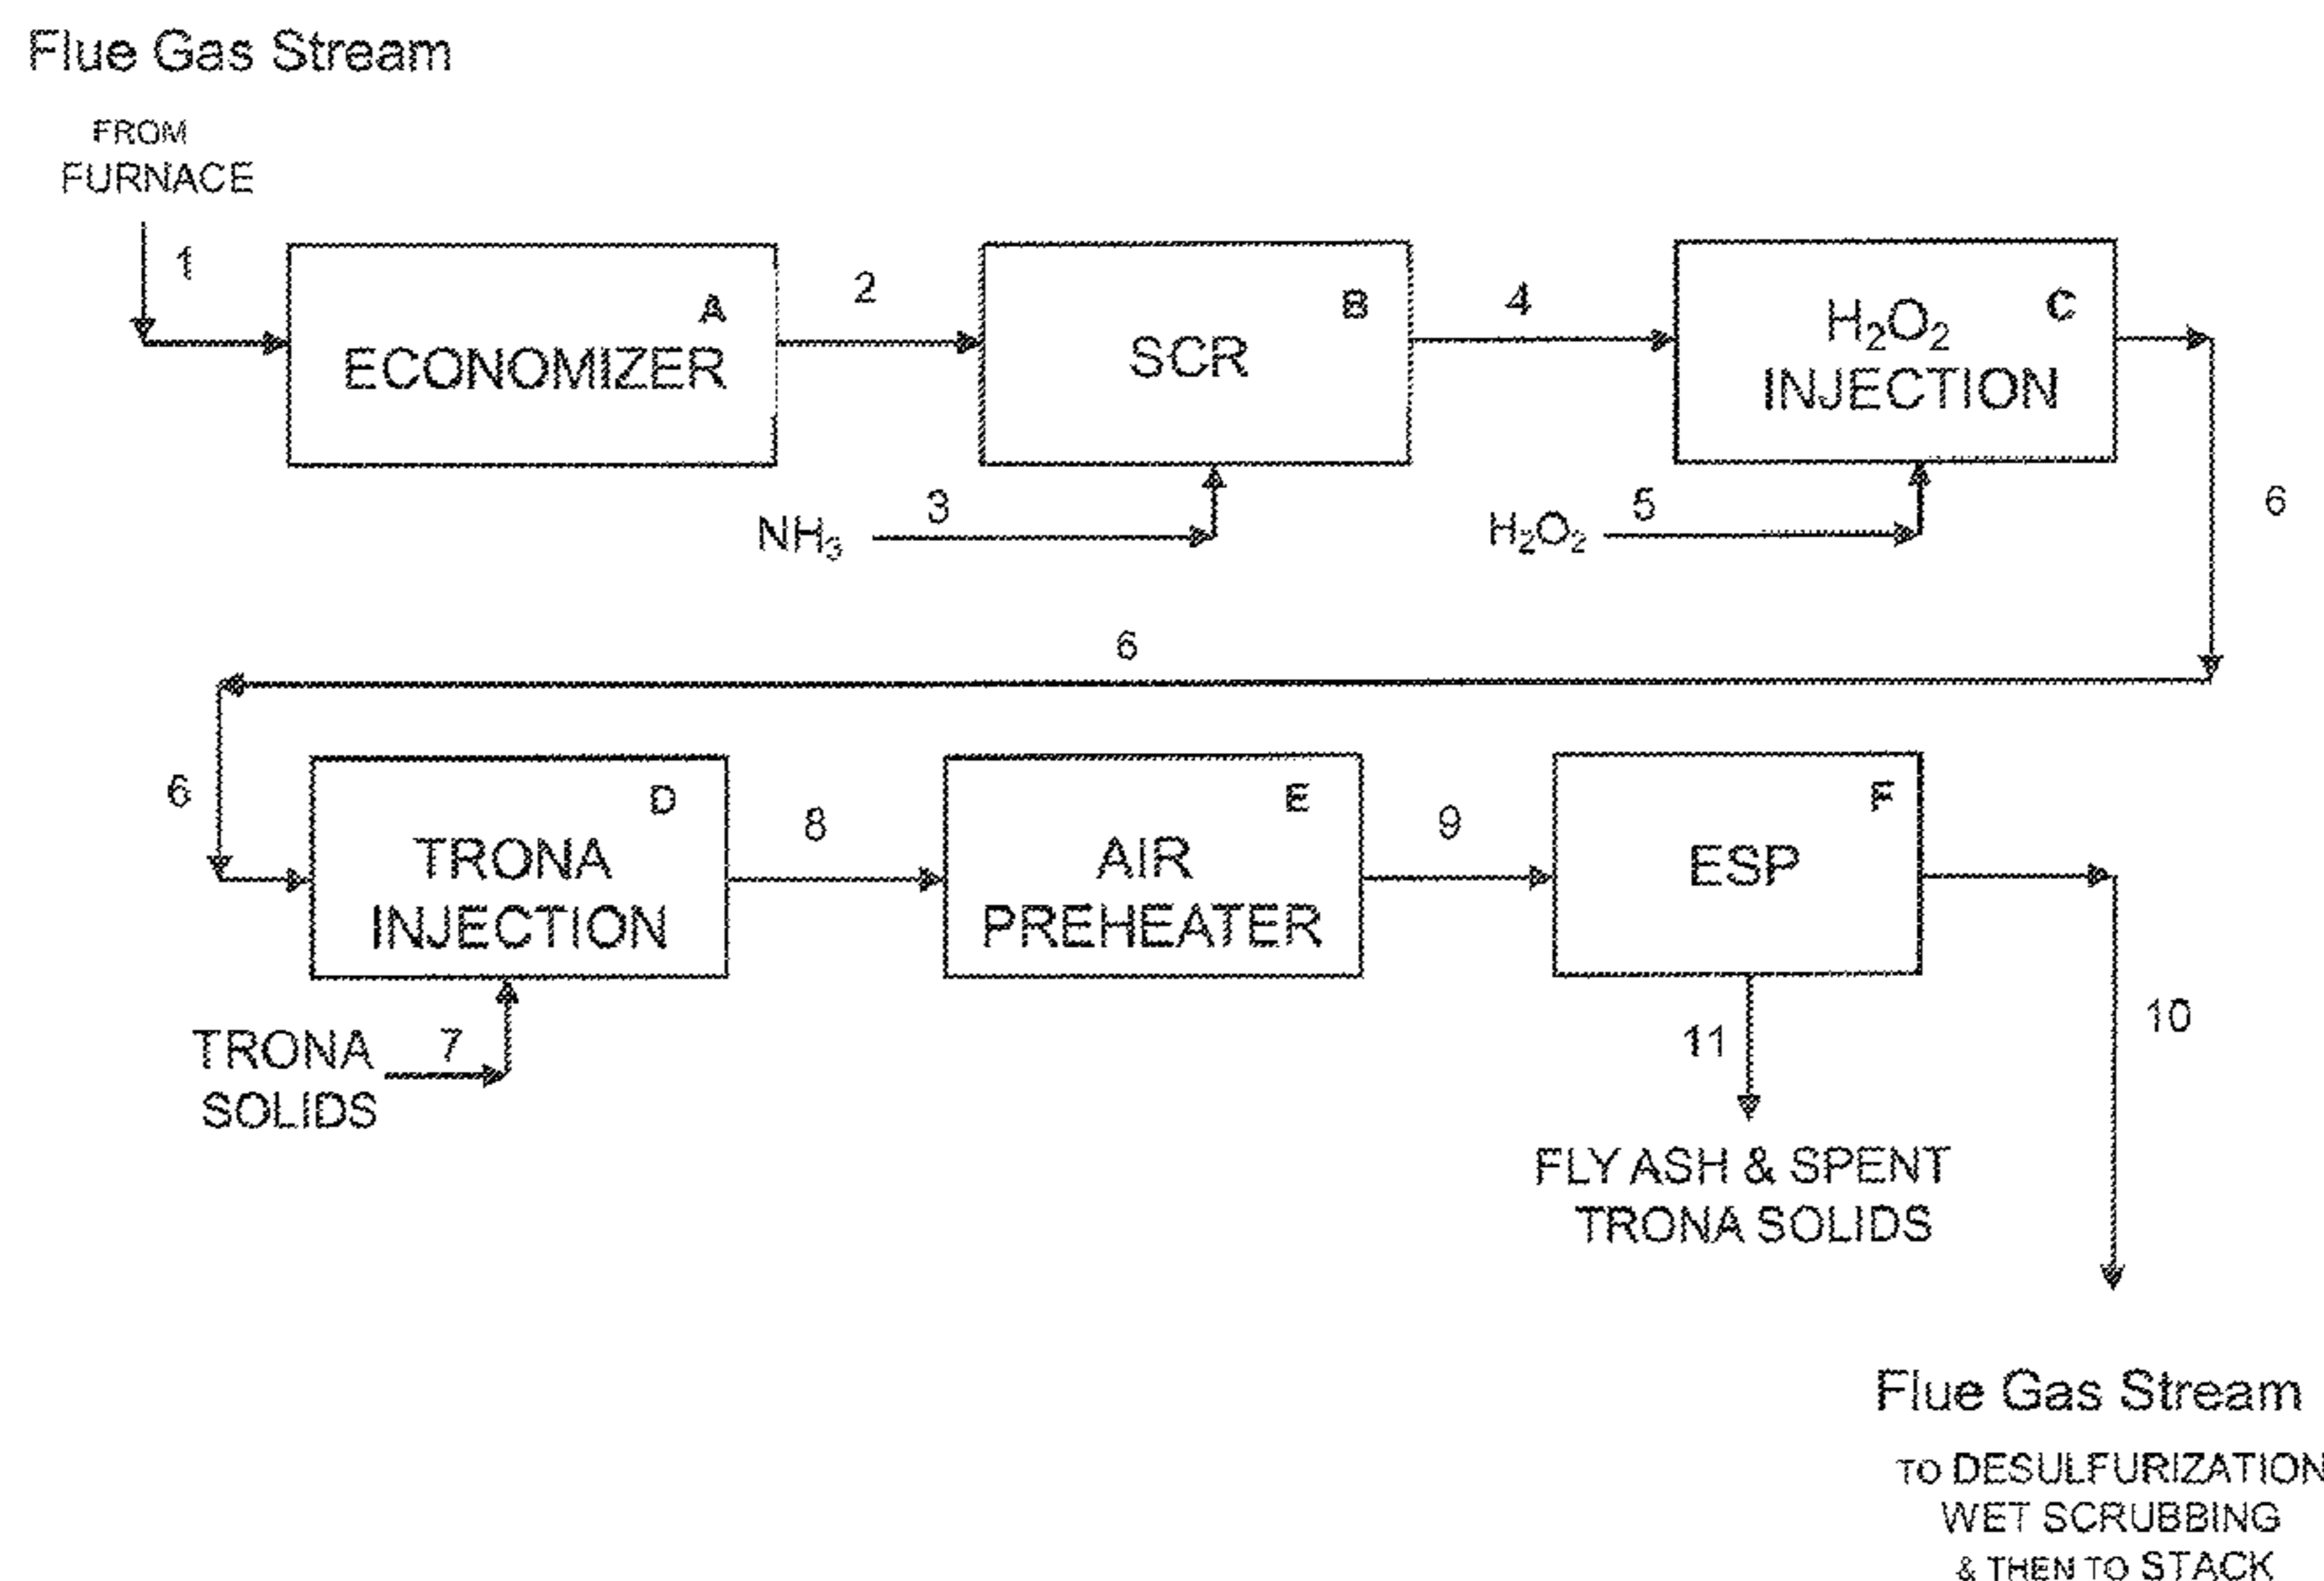 Flue Gas Stream
FROM
FURNACE
1
A
ECONOMIZER
2
B
SCR
4
C
H₂O₂
INJECTION
NH₃
3
H₂O₂
5
6
6
6
D
TRONA
INJECTION
8
E
AIR
PREHEATER
9
F
ESP
TRONA
SOLIDS
7
11
10
FLY ASH & SPENT
TRONA SOLIDS
Flue Gas Stream
TO DESULFURIZATION
WET SCRUBBING
& THEN TO STACK